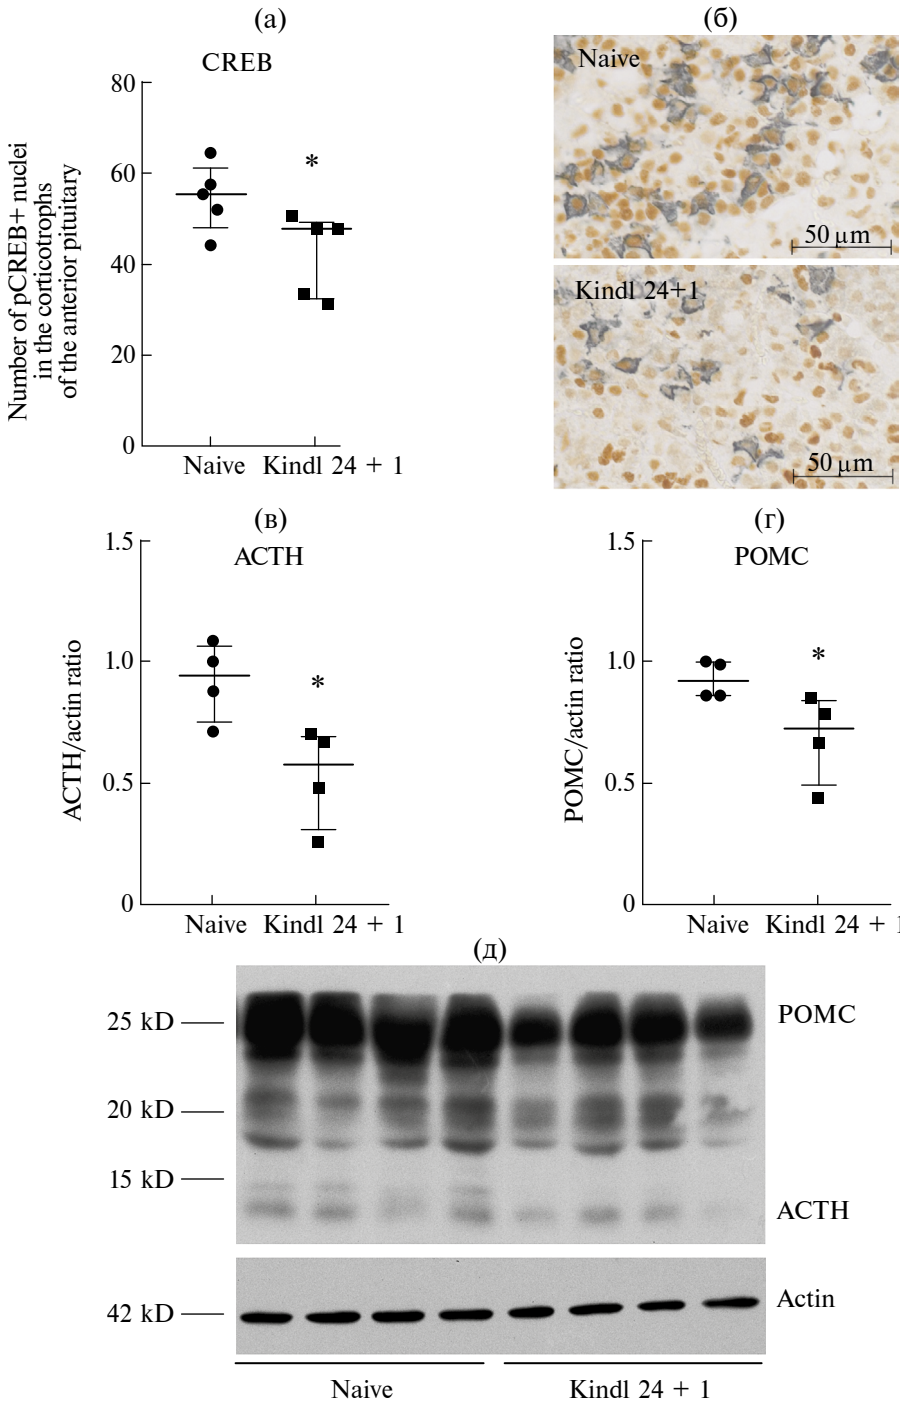 (а)
CREB
Number of pCREB+ nuclei
in the corticotrophs
of the anterior pituitary
80
60
40
20
0
*
Naive Kindl 24 + 1
(б)
Naive
50 µm
Kindl 24+1
50 µm
(в)
ACTH
ACTH/actin ratio
1.5
1.0
0.5
0
*
Naive Kindl 24 + 1
(г)
POMC
POMC/actin ratio
1.5
1.0
0.5
0
*
Naive Kindl 24 + 1
(д)
25 kD
20 kD
15 kD
42 kD
POMC
ACTH
Actin
Naive
Kindl 24 + 1